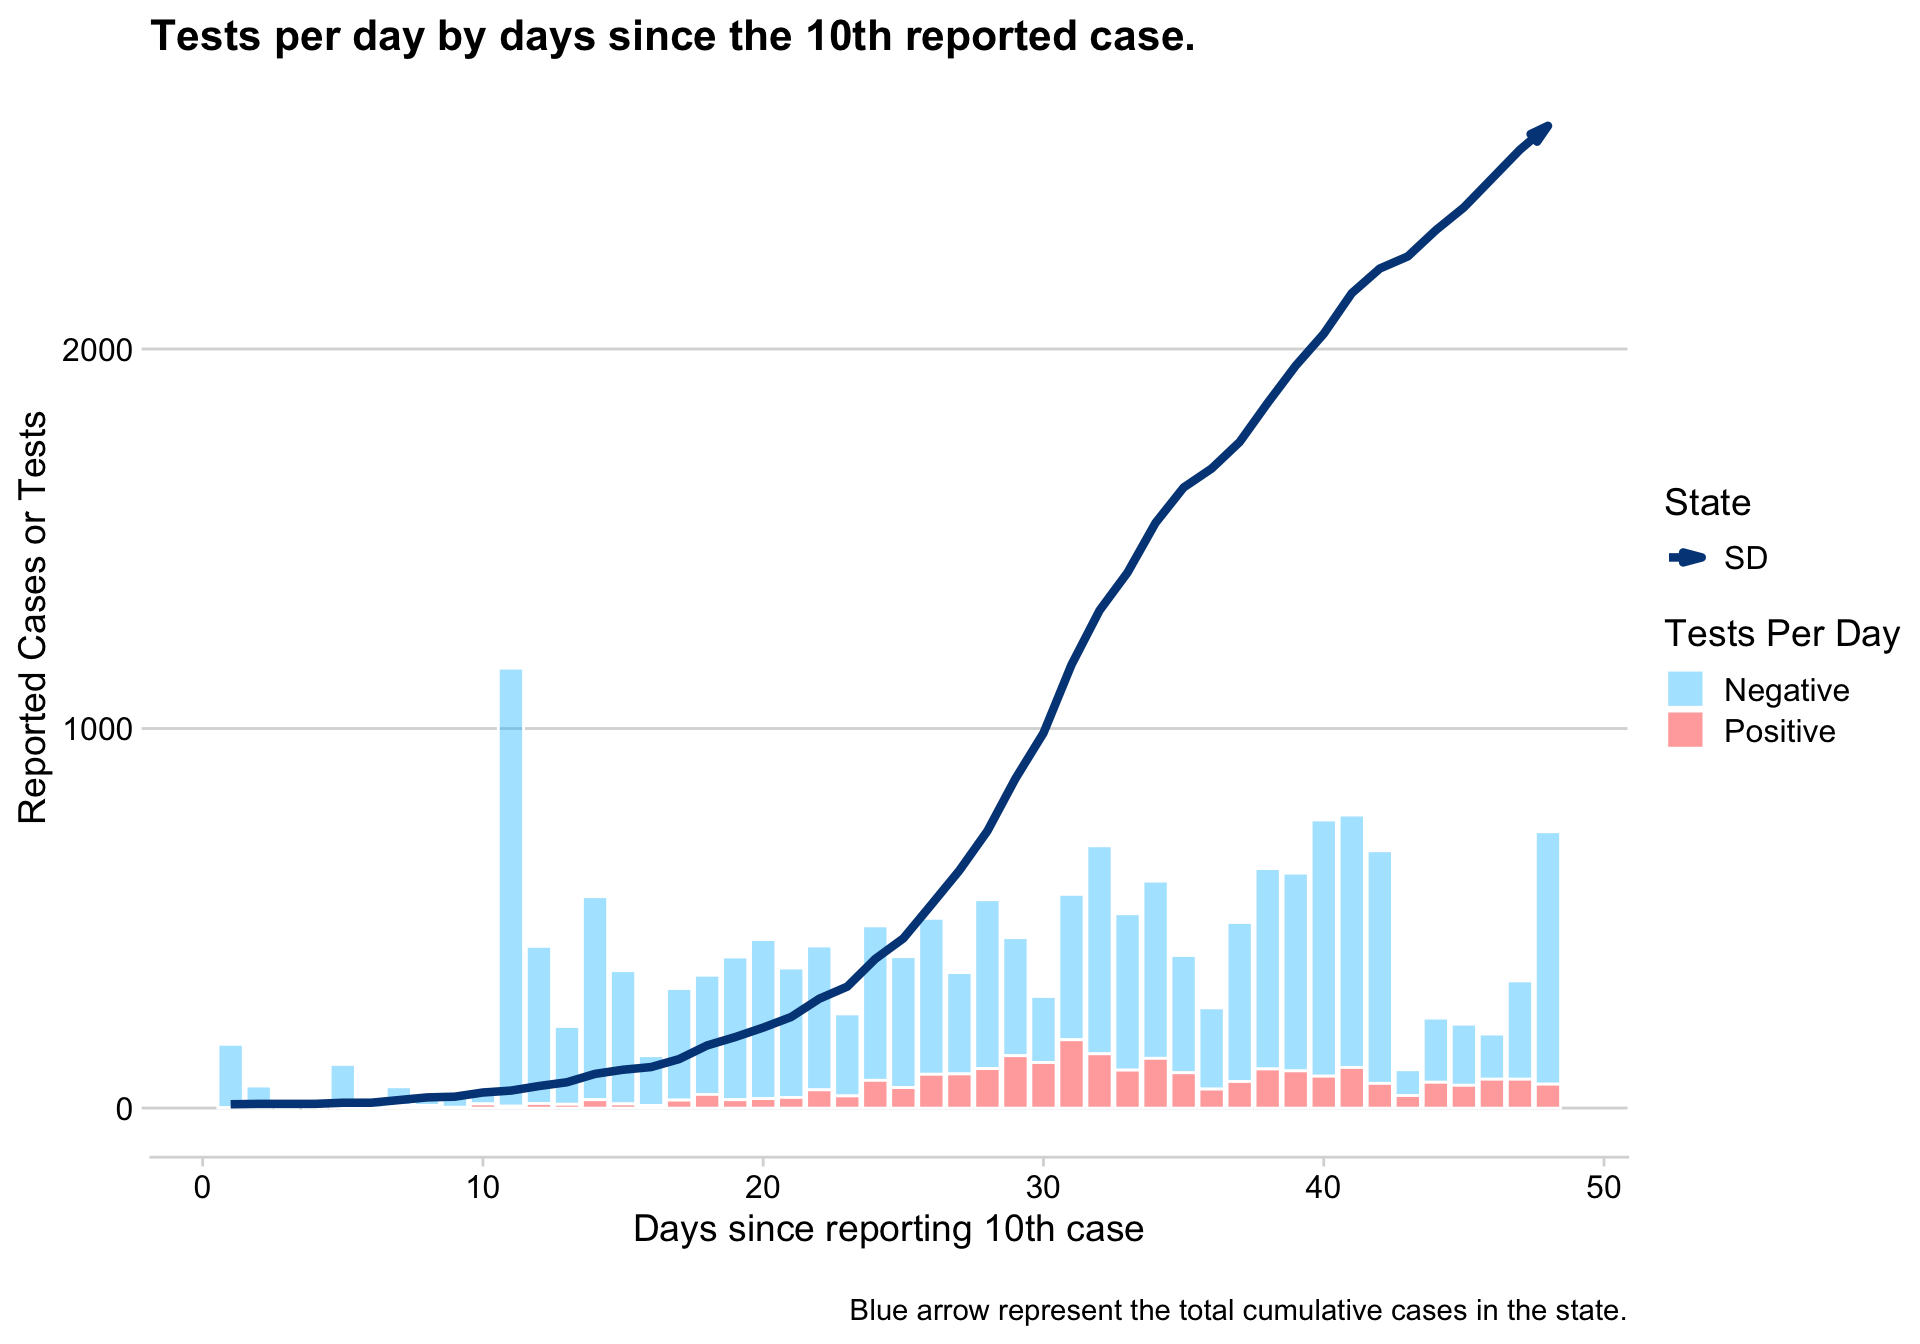 Tests per day by days since the 10th reported case.
Reported Cases or Tests
2000
1000
0
0 10 20 30 40 50
Days since reporting 10th case
State
SD
Tests Per Day
Negative
Positive
Blue arrow represent the total cumulative cases in the state.